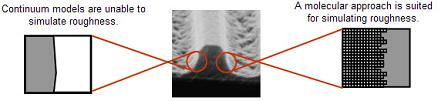 Continuum models are unable to
simulate roughness.
A molecular approach is suited
for simulating roughness.